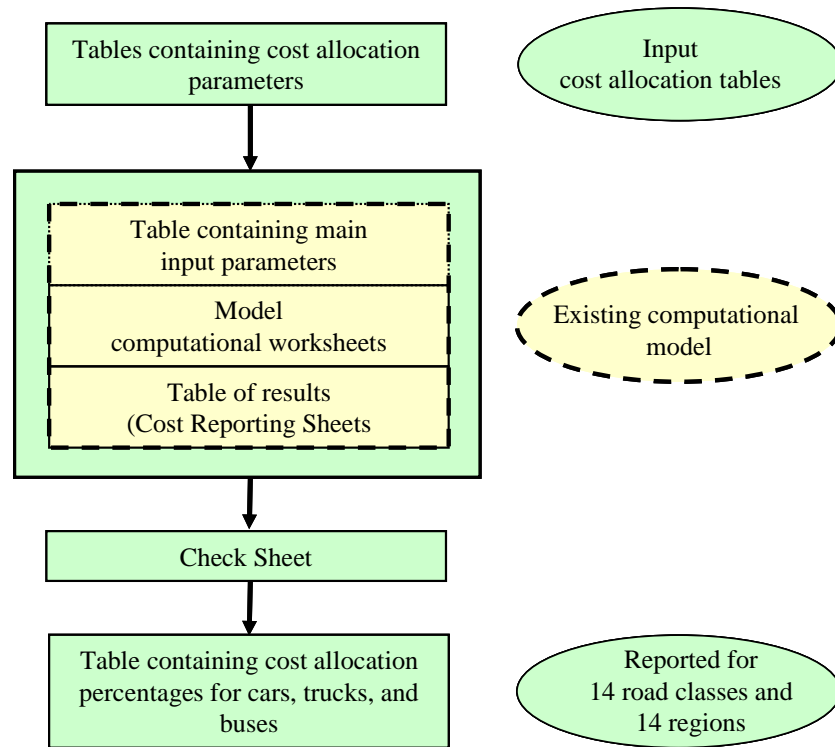 Tables containing cost allocation
parameters
Input
cost allocation tables
Table containing main
input parameters
Model
computational worksheets
Table of results
(Cost Reporting Sheets
Existing computational
model
Check Sheet
Table containing cost allocation
percentages for cars, trucks, and
buses
Reported for
14 road classes and
14 regions